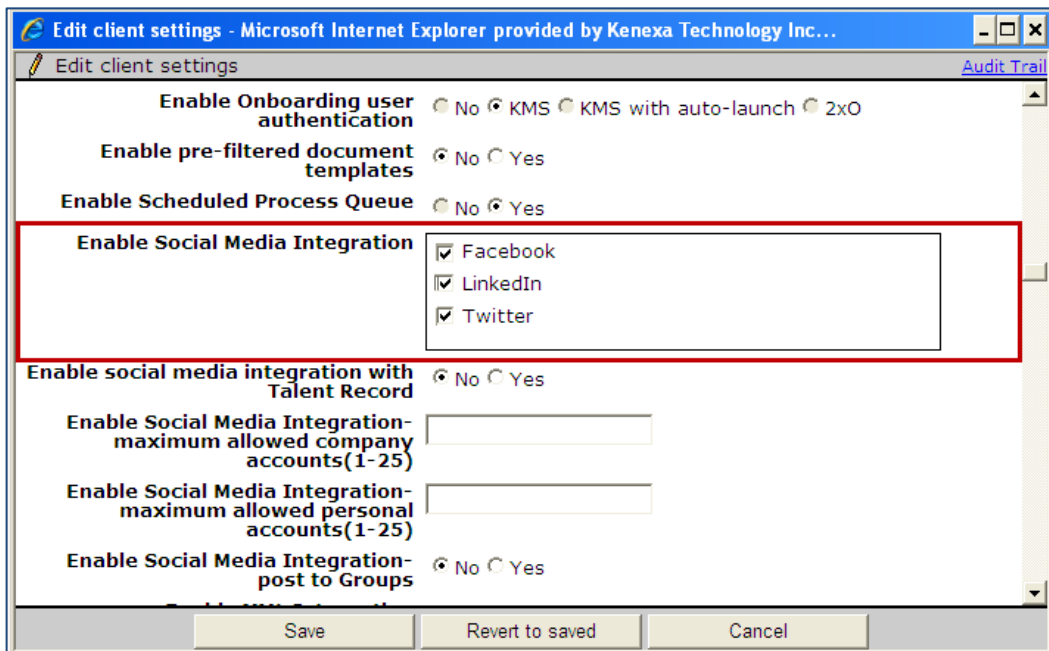 Edit client settings - Microsoft Internet Explorer provided by Kenexa Technology Inc...
Edit client settings
Audit Trail
Enable Onboarding user authentication
No KMS KMS with auto-launch 2xO
Enable pre-filtered document templates
No Yes
Enable Scheduled Process Queue
No Yes
Enable Social Media Integration
Facebook
LinkedIn
Twitter
Enable social media integration with Talent Record
No Yes
Enable Social Media Integration-
maximum allowed company
accounts(1-25)
Enable Social Media Integration-
maximum allowed personal
accounts(1-25)
Enable Social Media Integration-
post to Groups
No Yes
Save Revert to saved Cancel